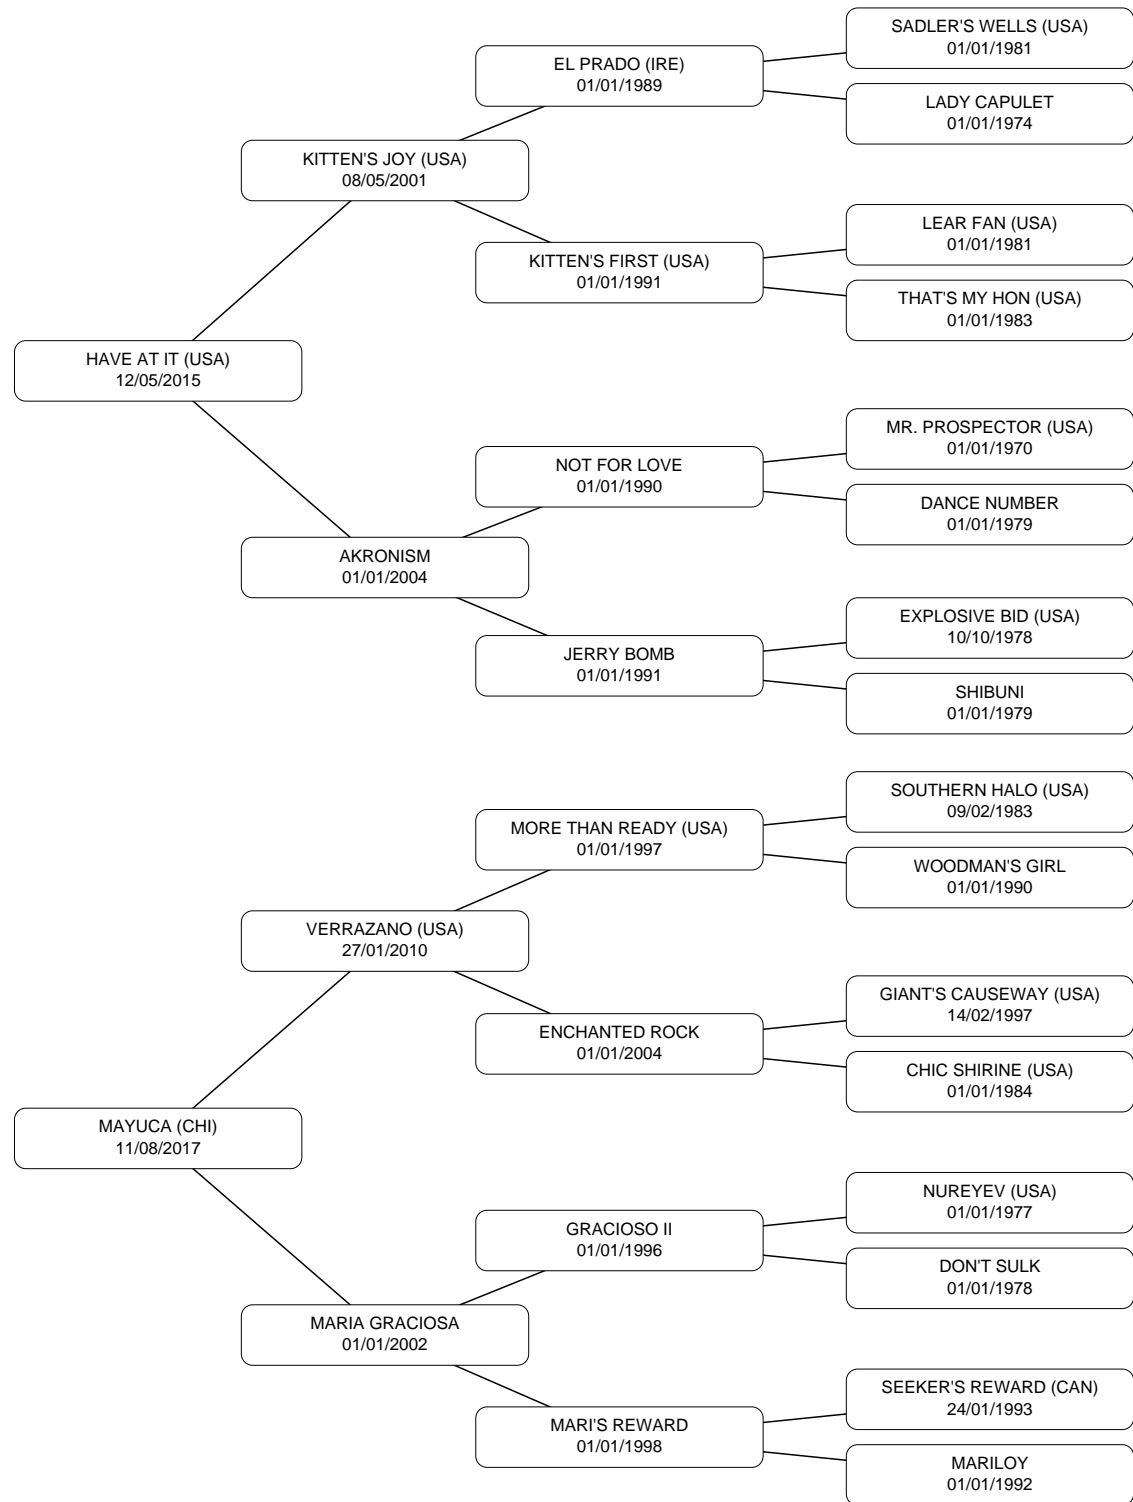 SADLER'S WELLS (USA)
01/01/1981
EL PRADO (IRE)
01/01/1989
LADY CAPULET
01/01/1974
KITTEN'S JOY (USA)
08/05/2001
LEAR FAN (USA)
01/01/1981
KITTEN'S FIRST (USA)
01/01/1991
THAT'S MY HON (USA)
01/01/1983
HAVE AT IT (USA)
12/05/2015
MR. PROSPECTOR (USA)
01/01/1970
NOT FOR LOVE
01/01/1990
DANCE NUMBER
01/01/1979
AKRONISM
01/01/2004
EXPLOSIVE BID (USA)
10/10/1978
JERRY BOMB
01/01/1991
SHIBUNI
01/01/1979
SOUTHERN HALO (USA)
09/02/1983
MORE THAN READY (USA)
01/01/1997
WOODMAN'S GIRL
01/01/1990
VERRAZANO (USA)
27/01/2010
GIANT'S CAUSEWAY (USA)
14/02/1997
ENCHANTED ROCK
01/01/2004
CHIC SHIRINE (USA)
01/01/1984
MAYUCA (CHI)
11/08/2017
NUREYEV (USA)
01/01/1977
GRACIOSO II
01/01/1996
DON'T SULK
01/01/1978
MARIA GRACIOSA
01/01/2002
SEEKER'S REWARD (CAN)
24/01/1993
MARI'S REWARD
01/01/1998
MARILOY
01/01/1992